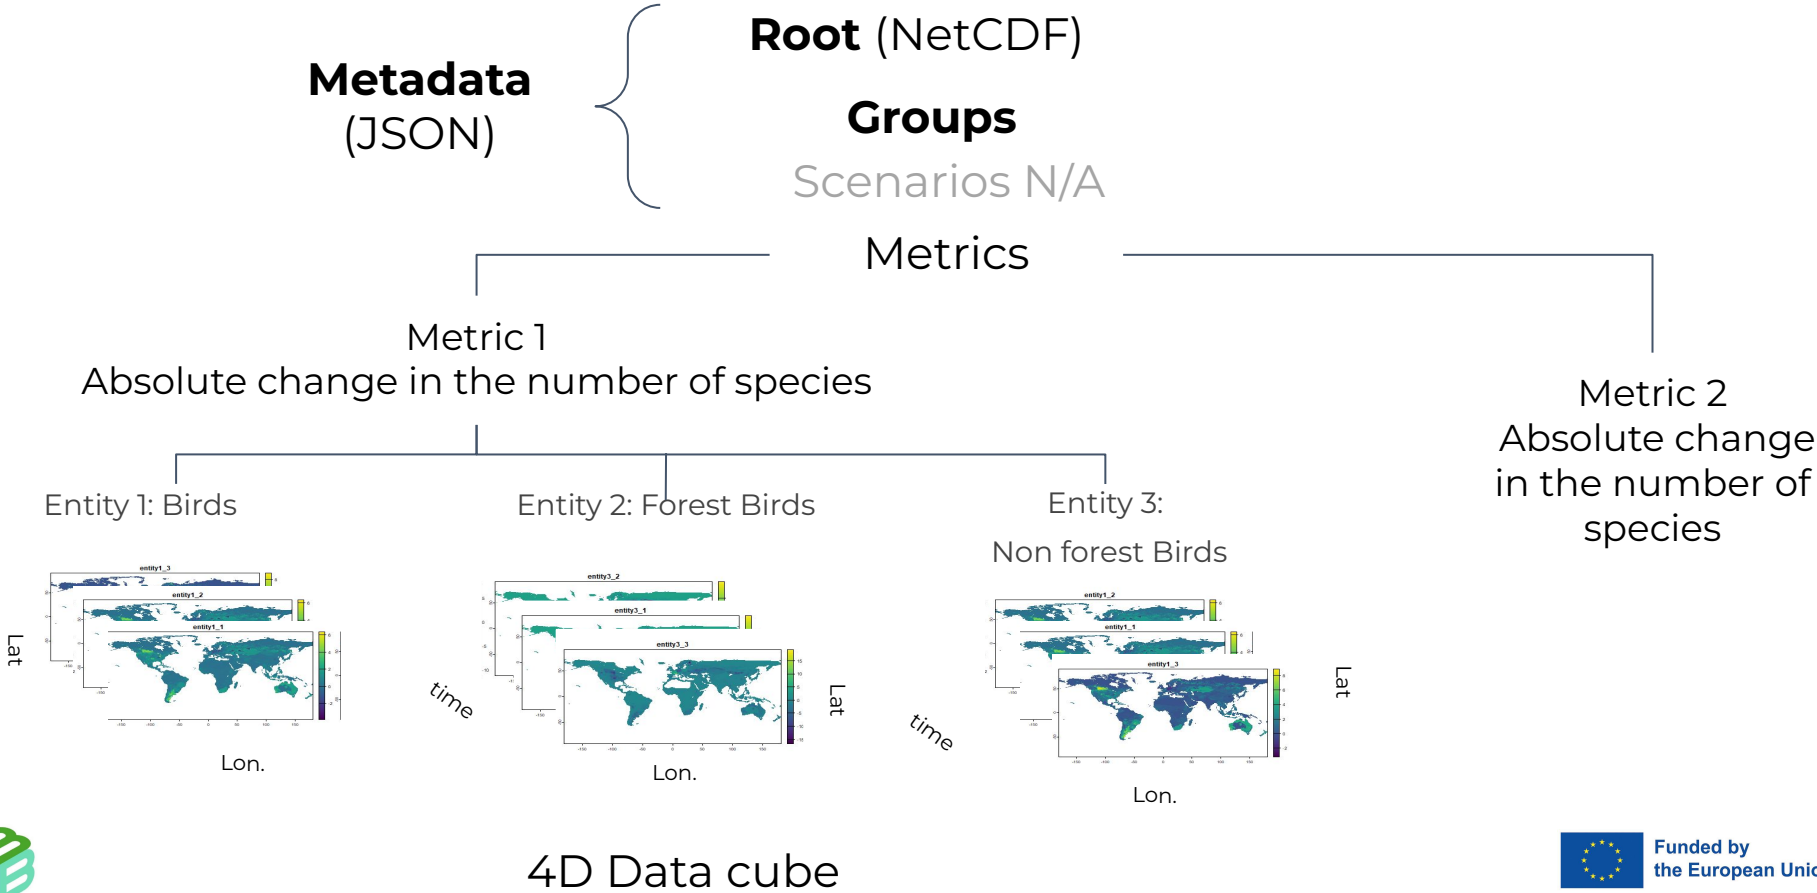 Root (NetCDF)
Metadata
(JSON)
Groups
Scenarios N/A
Metrics
Metric 1
Absolute change in the number of species
Metric 2
Absolute change
in the number of
species
Entity 1: Birds
Entity 2: Forest Birds
Entity 3:
Non forest Birds
entity1_3
entity1_2
entity1_1
Lat
Lon.
entity3_2
entity3_1
entity3_3
time
Lat
Lon.
entity1_2
entity1_1
entity1_3
time
Lat
Lon.
4D Data cube
Funded by
the European Unio